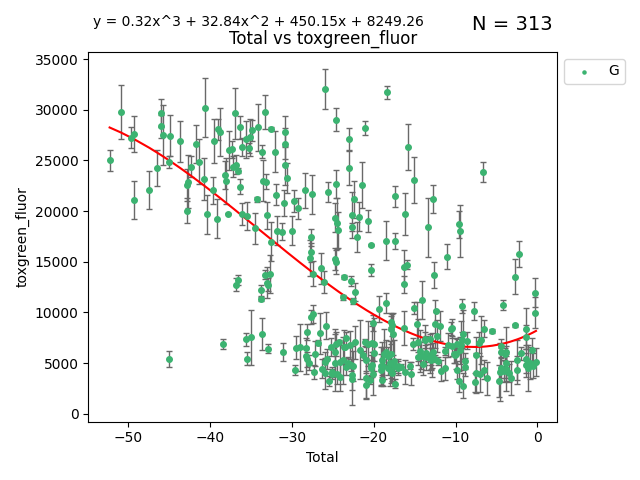 y = 0.32x^3 + 32.84x^2 + 450.15x + 8249.26
N = 313
Total vs toxgreen_fluor
G
toxgreen_fluor
35000
30000
25000
20000
15000
10000
5000
0
−50
−40
−30
−20
−10
0
Total